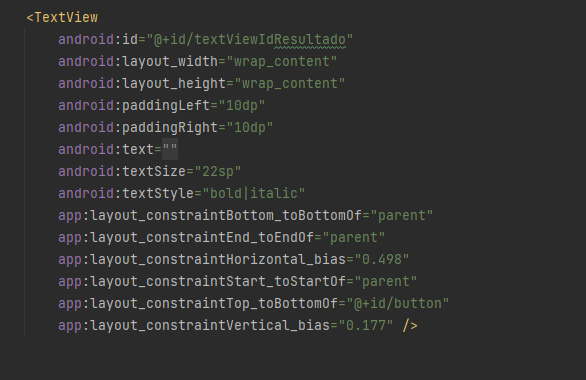 <TextView
android:id="@+id/textViewIdResultado"
android:layout_width="wrap_content"
android:layout_height="wrap_content"
android:paddingLeft="10dp"
android:paddingRight="10dp"
android:text=""
android:textSize="22sp"
android:textStyle="bold|italic"
app:layout_constraintBottom_toBottomOf="parent"
app:layout_constraintEnd_toEndOf="parent"
app:layout_constraintHorizontal_bias="0.498"
app:layout_constraintStart_toStartOf="parent"
app:layout_constraintTop_toBottomOf="@+id/button"
app:layout_constraintVertical_bias="0.177" />